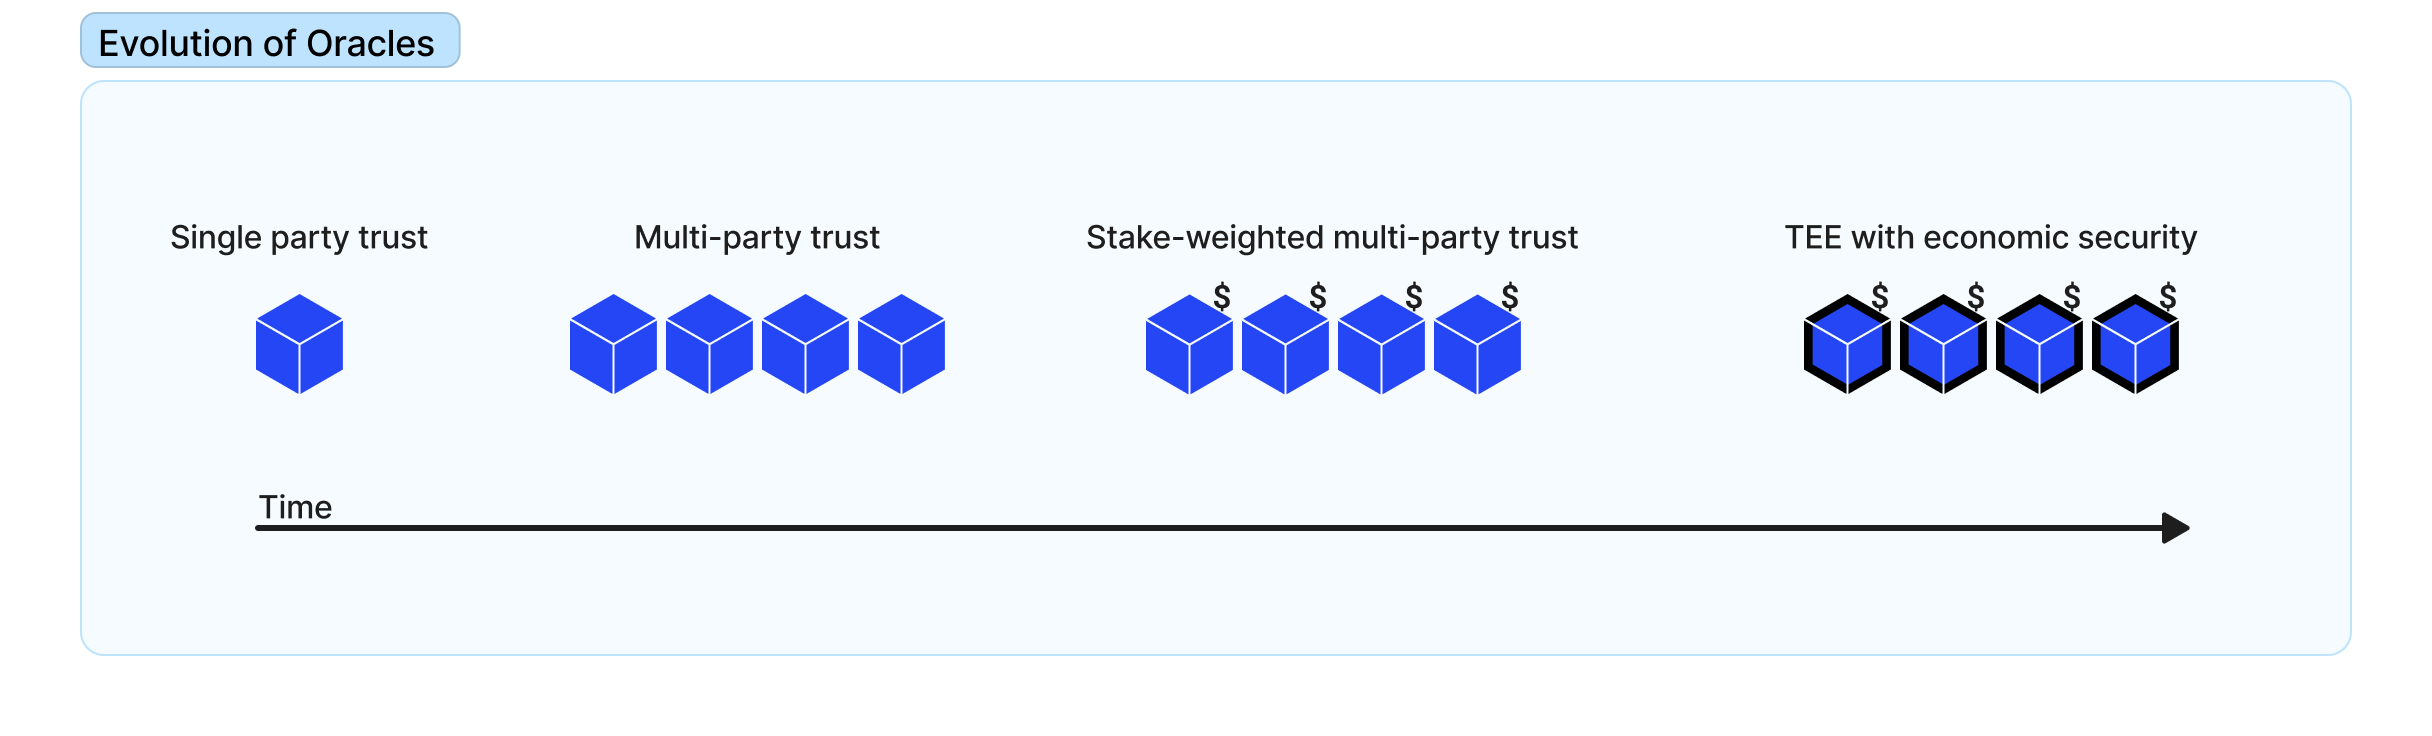 Evolution of Oracles
Single party trust
Multi-party trust
Stake-weighted multi-party trust
TEE with economic security
$ $ $ $
$ $ $ $
Time